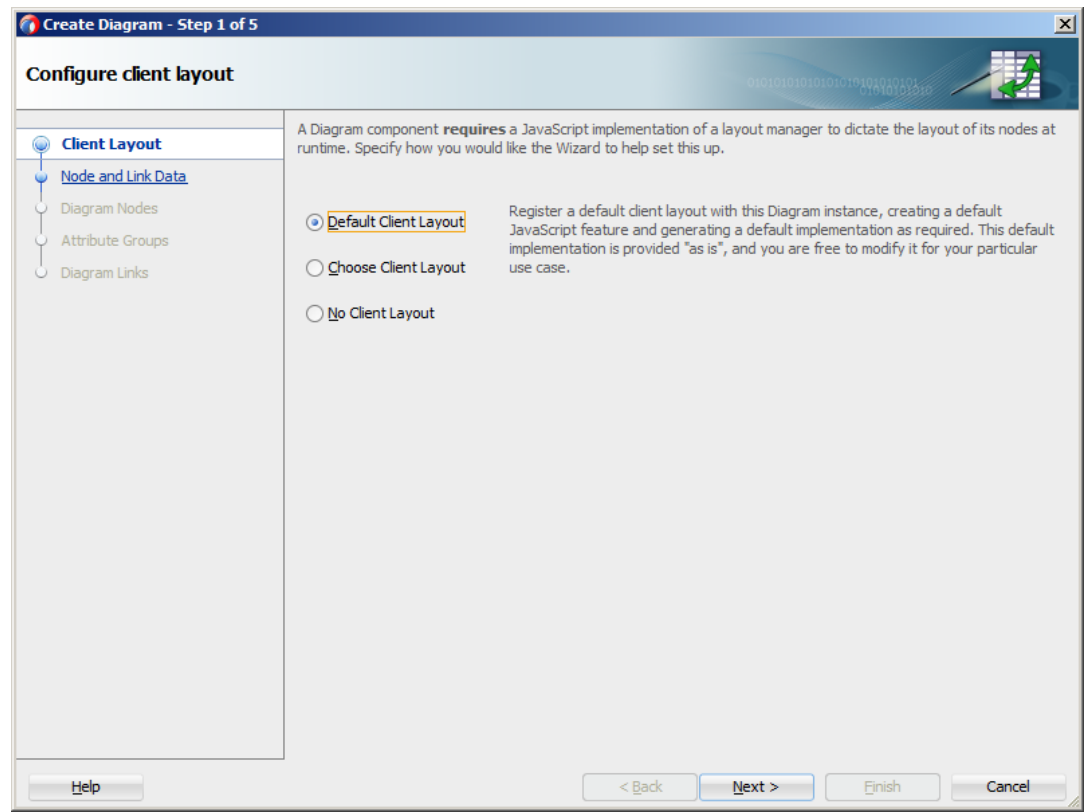 Create Diagram - Step 1 of 5
Configure client layout
Client Layout
Node and Link Data
Diagram Nodes
Attribute Groups
Diagram Links
A Diagram component requires a JavaScript implementation of a layout manager to dictate the layout of its nodes at
runtime. Specify how you would like the Wizard to help set this up.
Default Client Layout
Choose Client Layout
No Client Layout
Register a default client layout with this Diagram instance, creating a default
JavaScript feature and generating a default implementation as required. This default
implementation is provided "as is", and you are free to modify it for your particular
use case.
Help
< Back
Next >
Finish
Cancel